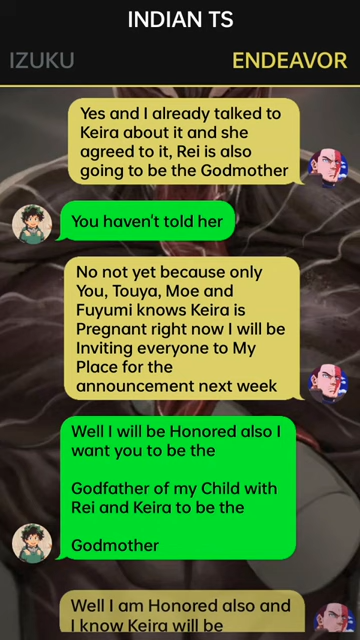 INDIAN TS
IZUKU
ENDEAVOR
Yes and I already talked to
Keira about it and she
agreed to it, Rei is also
going to be the Godmother
You haven't told her
No not yet because only
You, Touya, Moe and
Fuyumi knows Keira is
Pregnant right now I will be
Inviting everyone to My
Place for the
announcement next week
Well I will be Honored also I
want you to be the
Godfather of my Child with
Rei and Keira to be the
Godmother
Well I am Honored also and
I know Keira will be